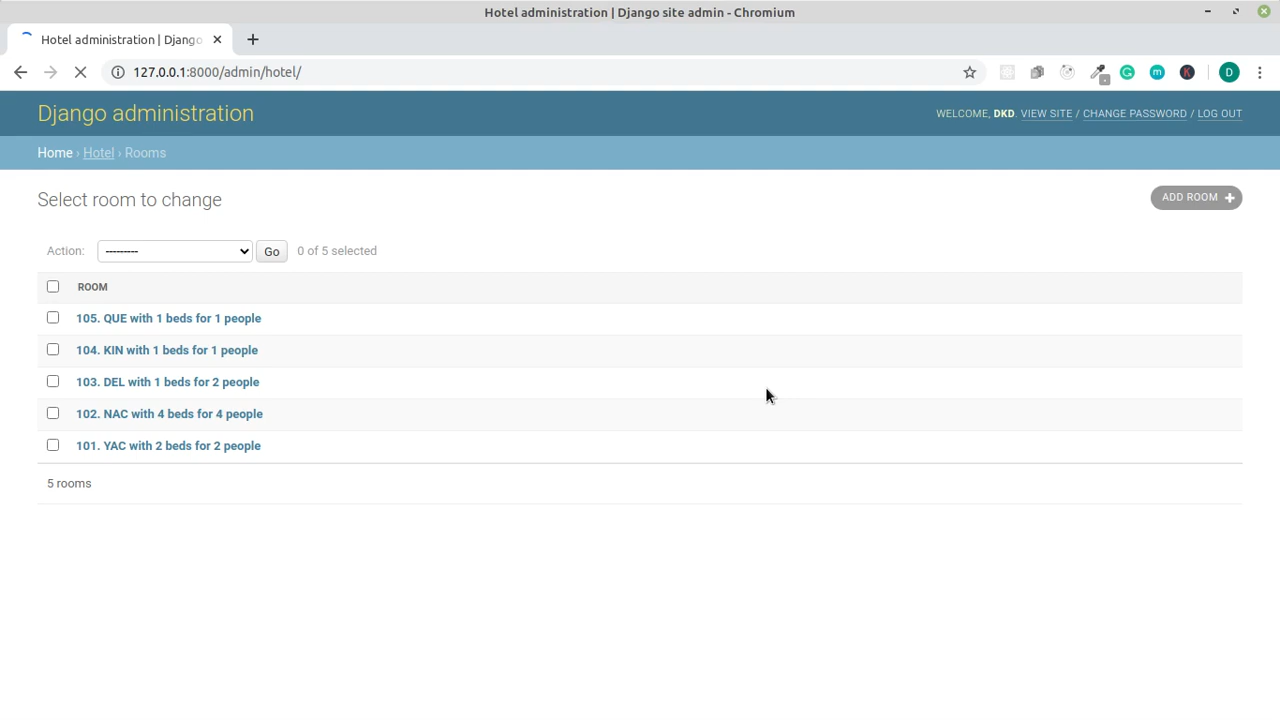 Hotel administration | Django site admin - Chromium
Hotel administration | Django
127.0.0.1:8000/admin/hotel/
D
Django administration
WELCOME, DKD. VIEW SITE / CHANGE PASSWORD / LOG OUT
Home › Hotel › Rooms
Select room to change
ADD ROOM +
Action: --------- Go 0 of 5 selected
ROOM
105. QUE with 1 beds for 1 people
104. KIN with 1 beds for 1 people
103. DEL with 1 beds for 2 people
102. NAC with 4 beds for 4 people
101. YAC with 2 beds for 2 people
5 rooms